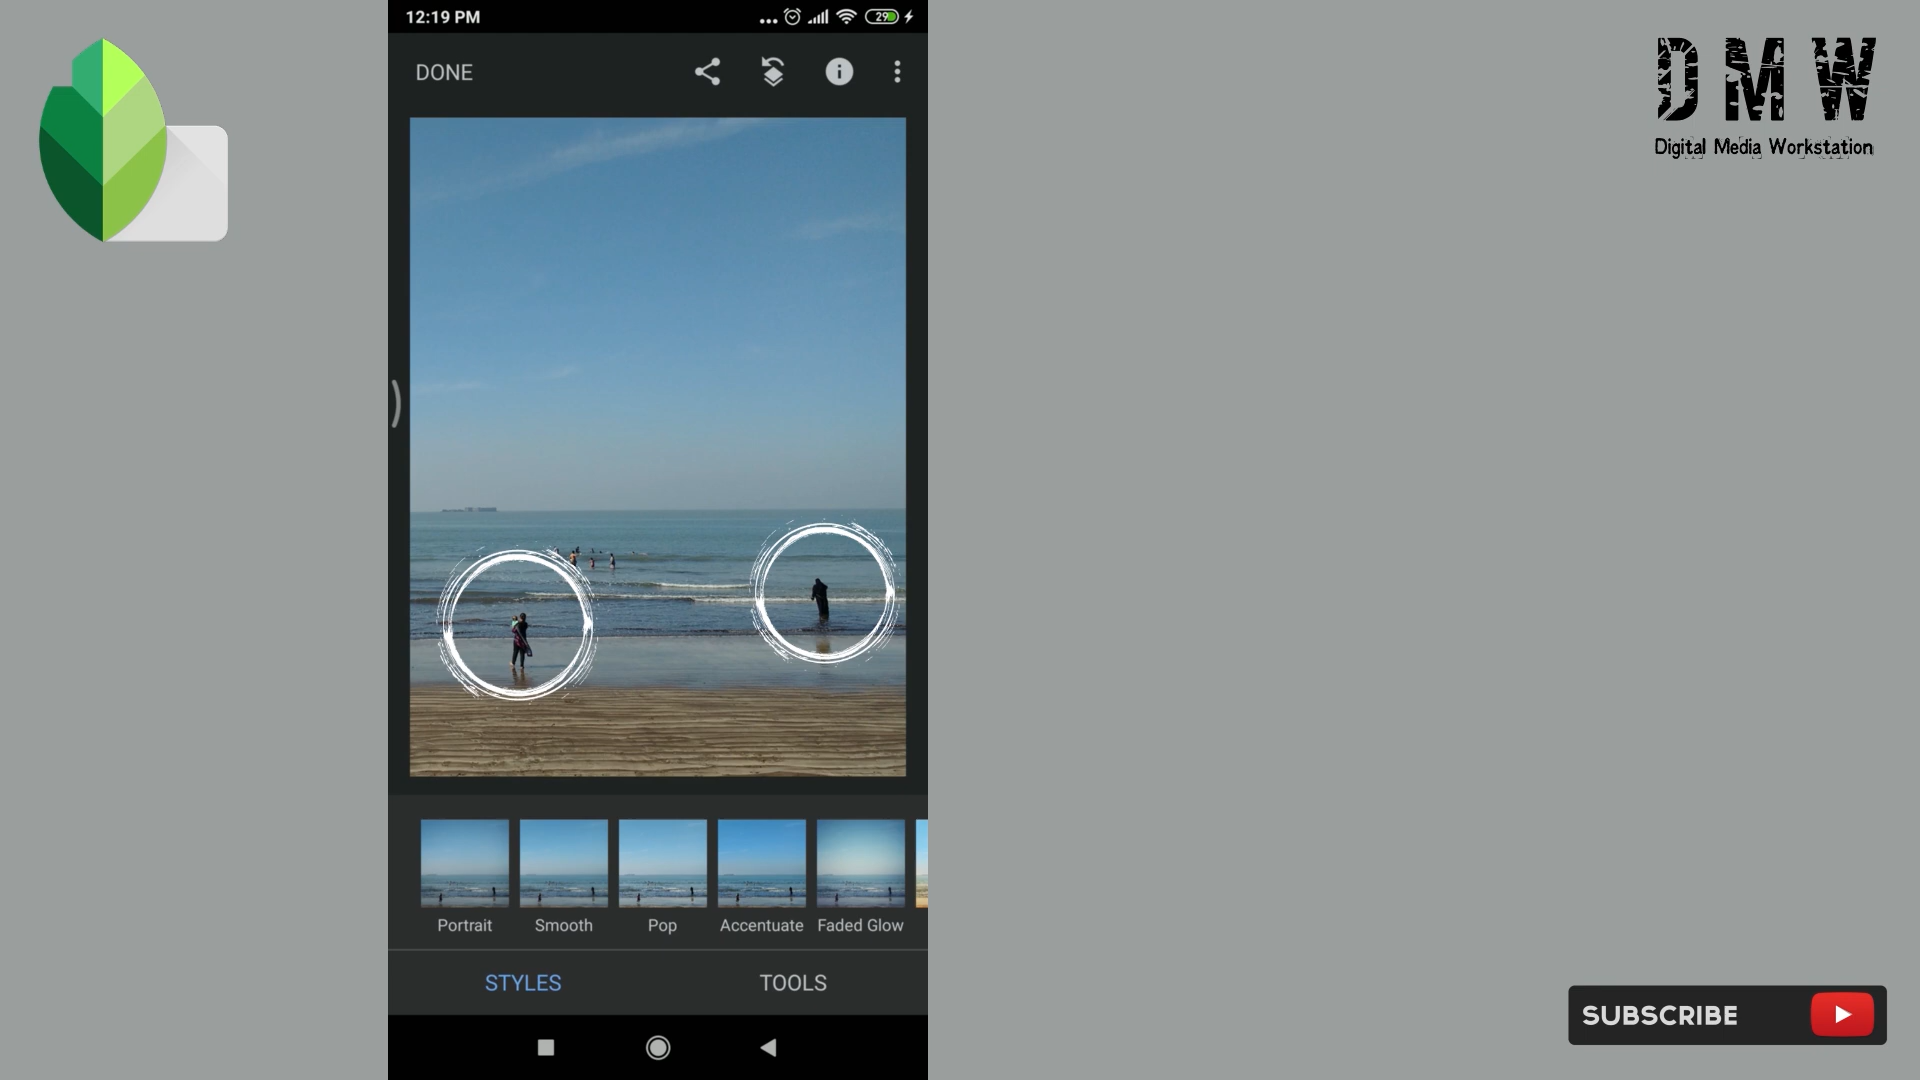 12:19 PM
29
DONE
DMW
Digital Media Workstation
Portrait
Smooth
Pop
Accentuate
Faded Glow
STYLES
TOOLS
SUBSCRIBE